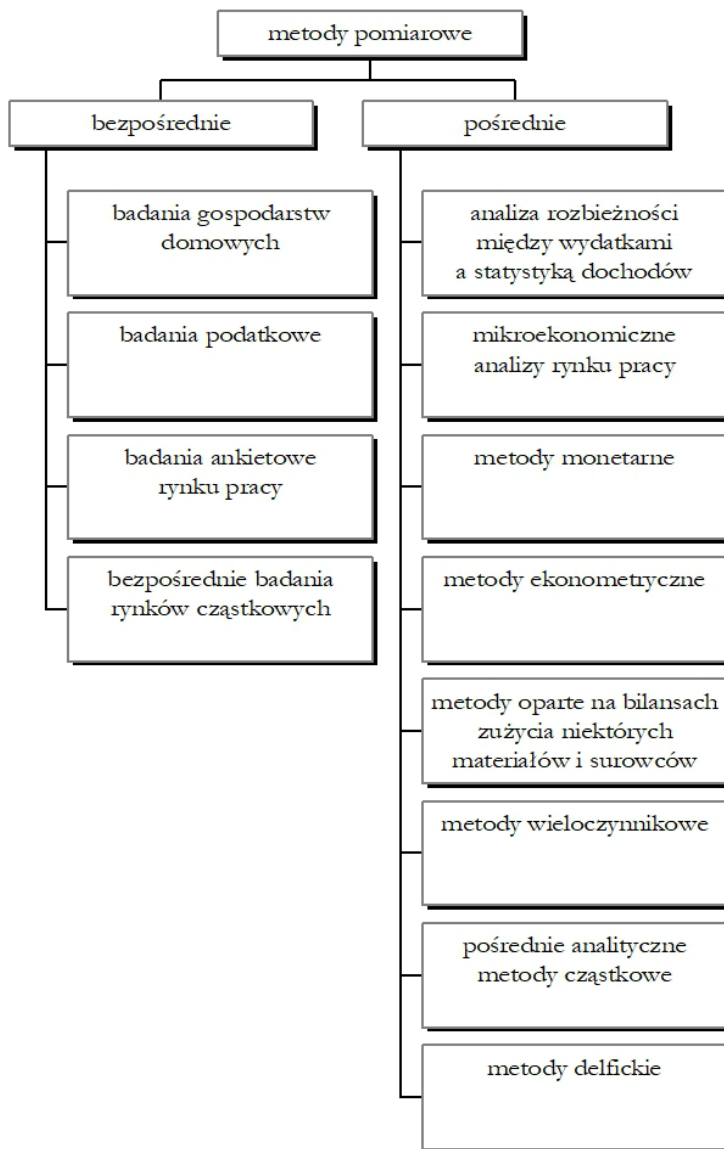 metody pomiarowe
bezpośrednie
badania gospodarstw
domowych
badania podatkowe
badania ankietowe
rynku pracy
bezpośrednie badania
rynków cząstkowych
pośrednie
analiza rozbieżności
między wydatkami
a statystyką dochodów
mikroekonomiczne
analizy rynku pracy
metody monetarne
metody ekonometryczne
metody oparte na bilansach
zużycia niektórych
materiałów i surowców
metody wieloczynnikowe
pośrednie analityczne
metody cząstkowe
metody delfickie